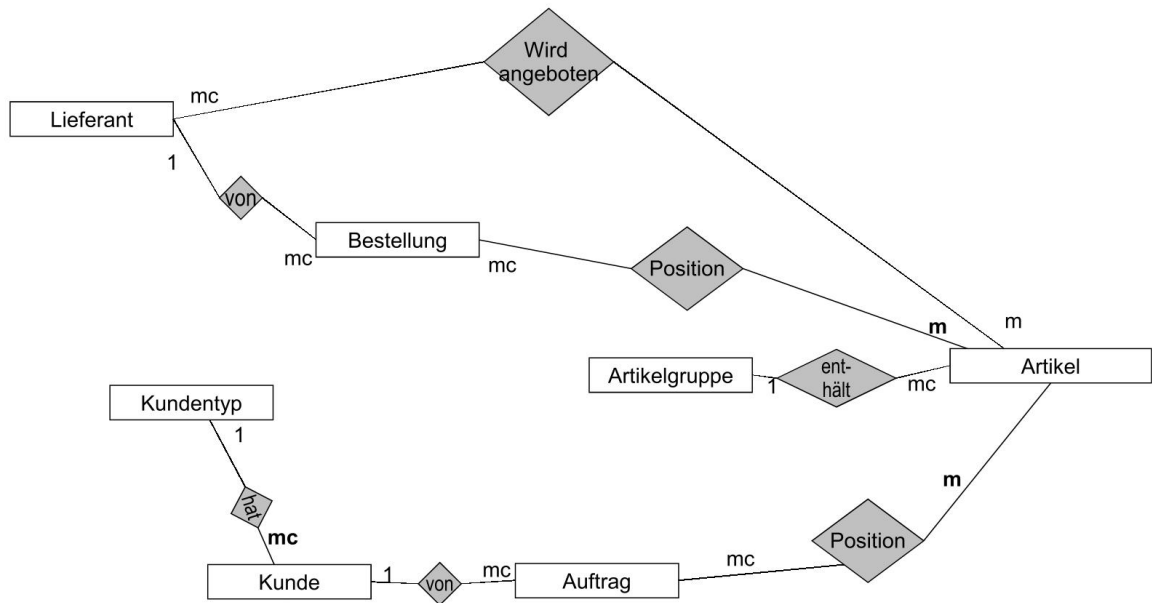 Wird
angeboten
mc
Lieferant
1
von
Bestellung
mc
mc
Position
m
m
Artikelgruppe
1
ent-
hält
mc
Artikel
Kundentyp
1
hat
mc
m
Kunde
1
von
mc
Auftrag
mc
Position